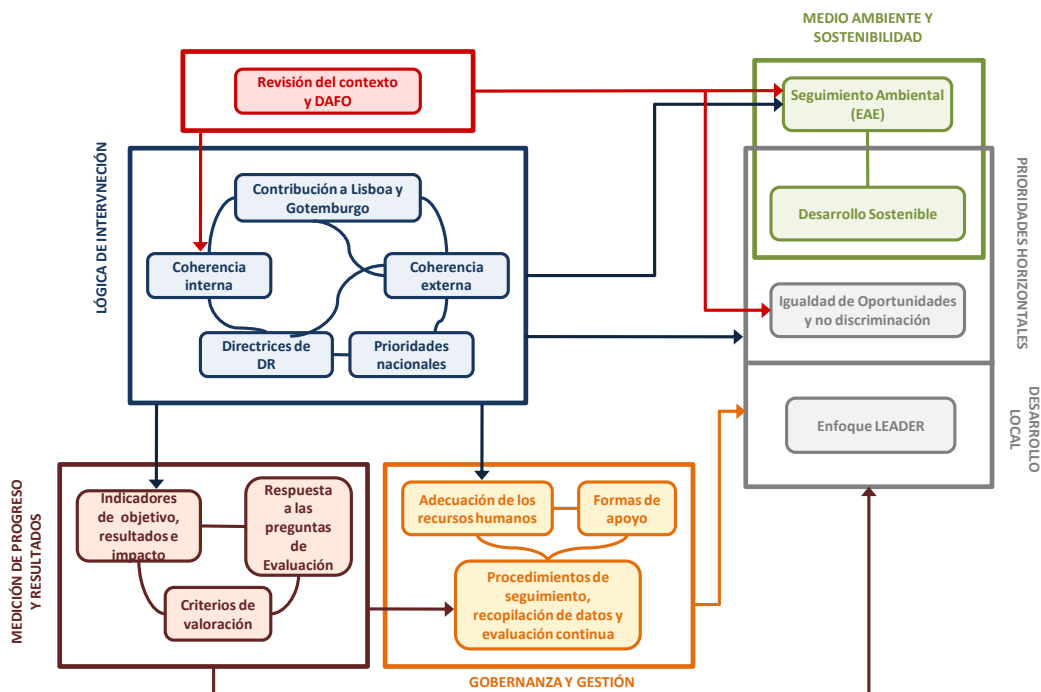 MEDIO AMBIENTE Y
SOSTENIBILIDAD
Revisión del contexto
y DAFO
Seguimiento Ambiental
(EAE)
Desarrollo Sostenible
PRIORIDADES HORIZONTALES
Igualdad de Oportunidades
y no discriminación
DESARROLLO
LOCAL
Enfoque LEADER
LÓGICA DE INTERVNECIÓN
Contribución a Lisboa y
Gotemburgo
Coherencia
interna
Coherencia
externa
Directrices de
DR
Prioridades
nacionales
MEDICIÓN DE PROGRESO
Y RESULTADOS
Indicadores
de objetivo,
resultados e
impacto
Respuesta
a las
preguntas
de
Evaluación
Criterios de
valoración
Adecuación de los
recursos humanos
Formas de
apoyo
Procedimientos de
seguimiento,
recopilación de datos y
evaluación continua
GOBERNANZA Y GESTIÓN